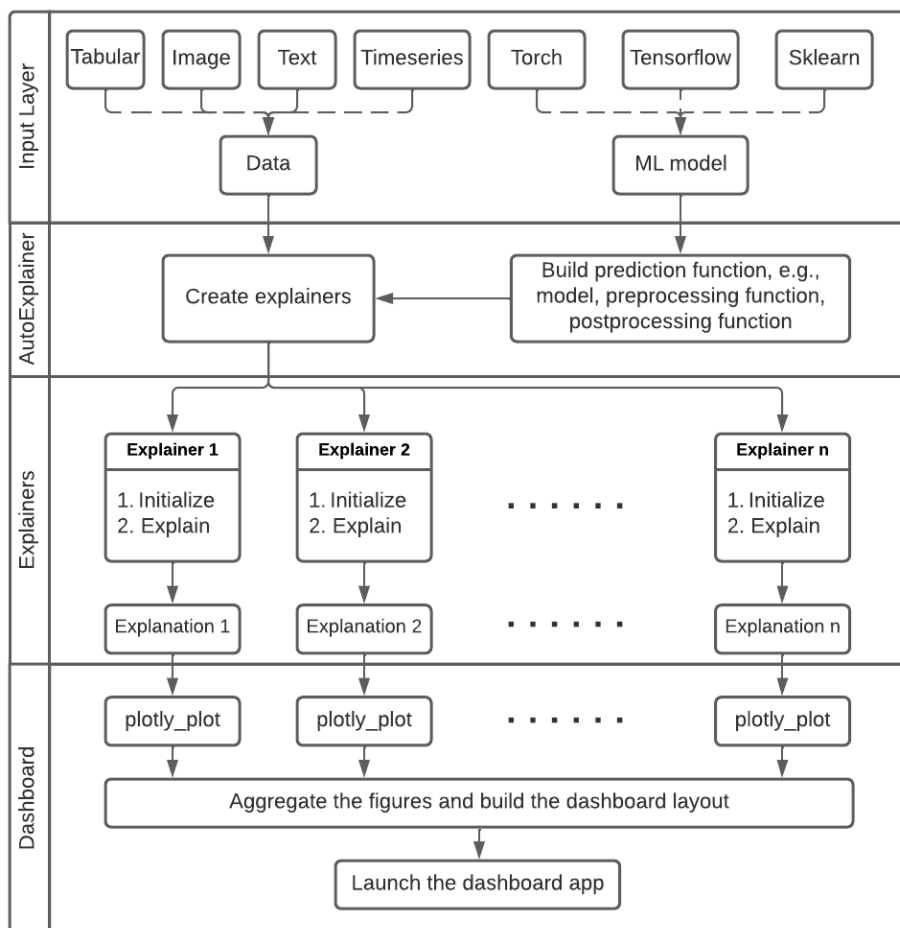 Input Layer
Tabular
Image
Text
Timeseries
Torch
Tensorflow
Sklearn
Data
ML model
AutoExplainer
Create explainers
Build prediction function, e.g.,
model, preprocessing function,
postprocessing function
Explainers
Explainer 1
1. Initialize
2. Explain
Explainer 2
1. Initialize
2. Explain
Explainer n
1. Initialize
2. Explain
Explanation 1
Explanation 2
Explanation n
Dashboard
plotly_plot
plotly_plot
plotly_plot
Aggregate the figures and build the dashboard layout
Launch the dashboard app